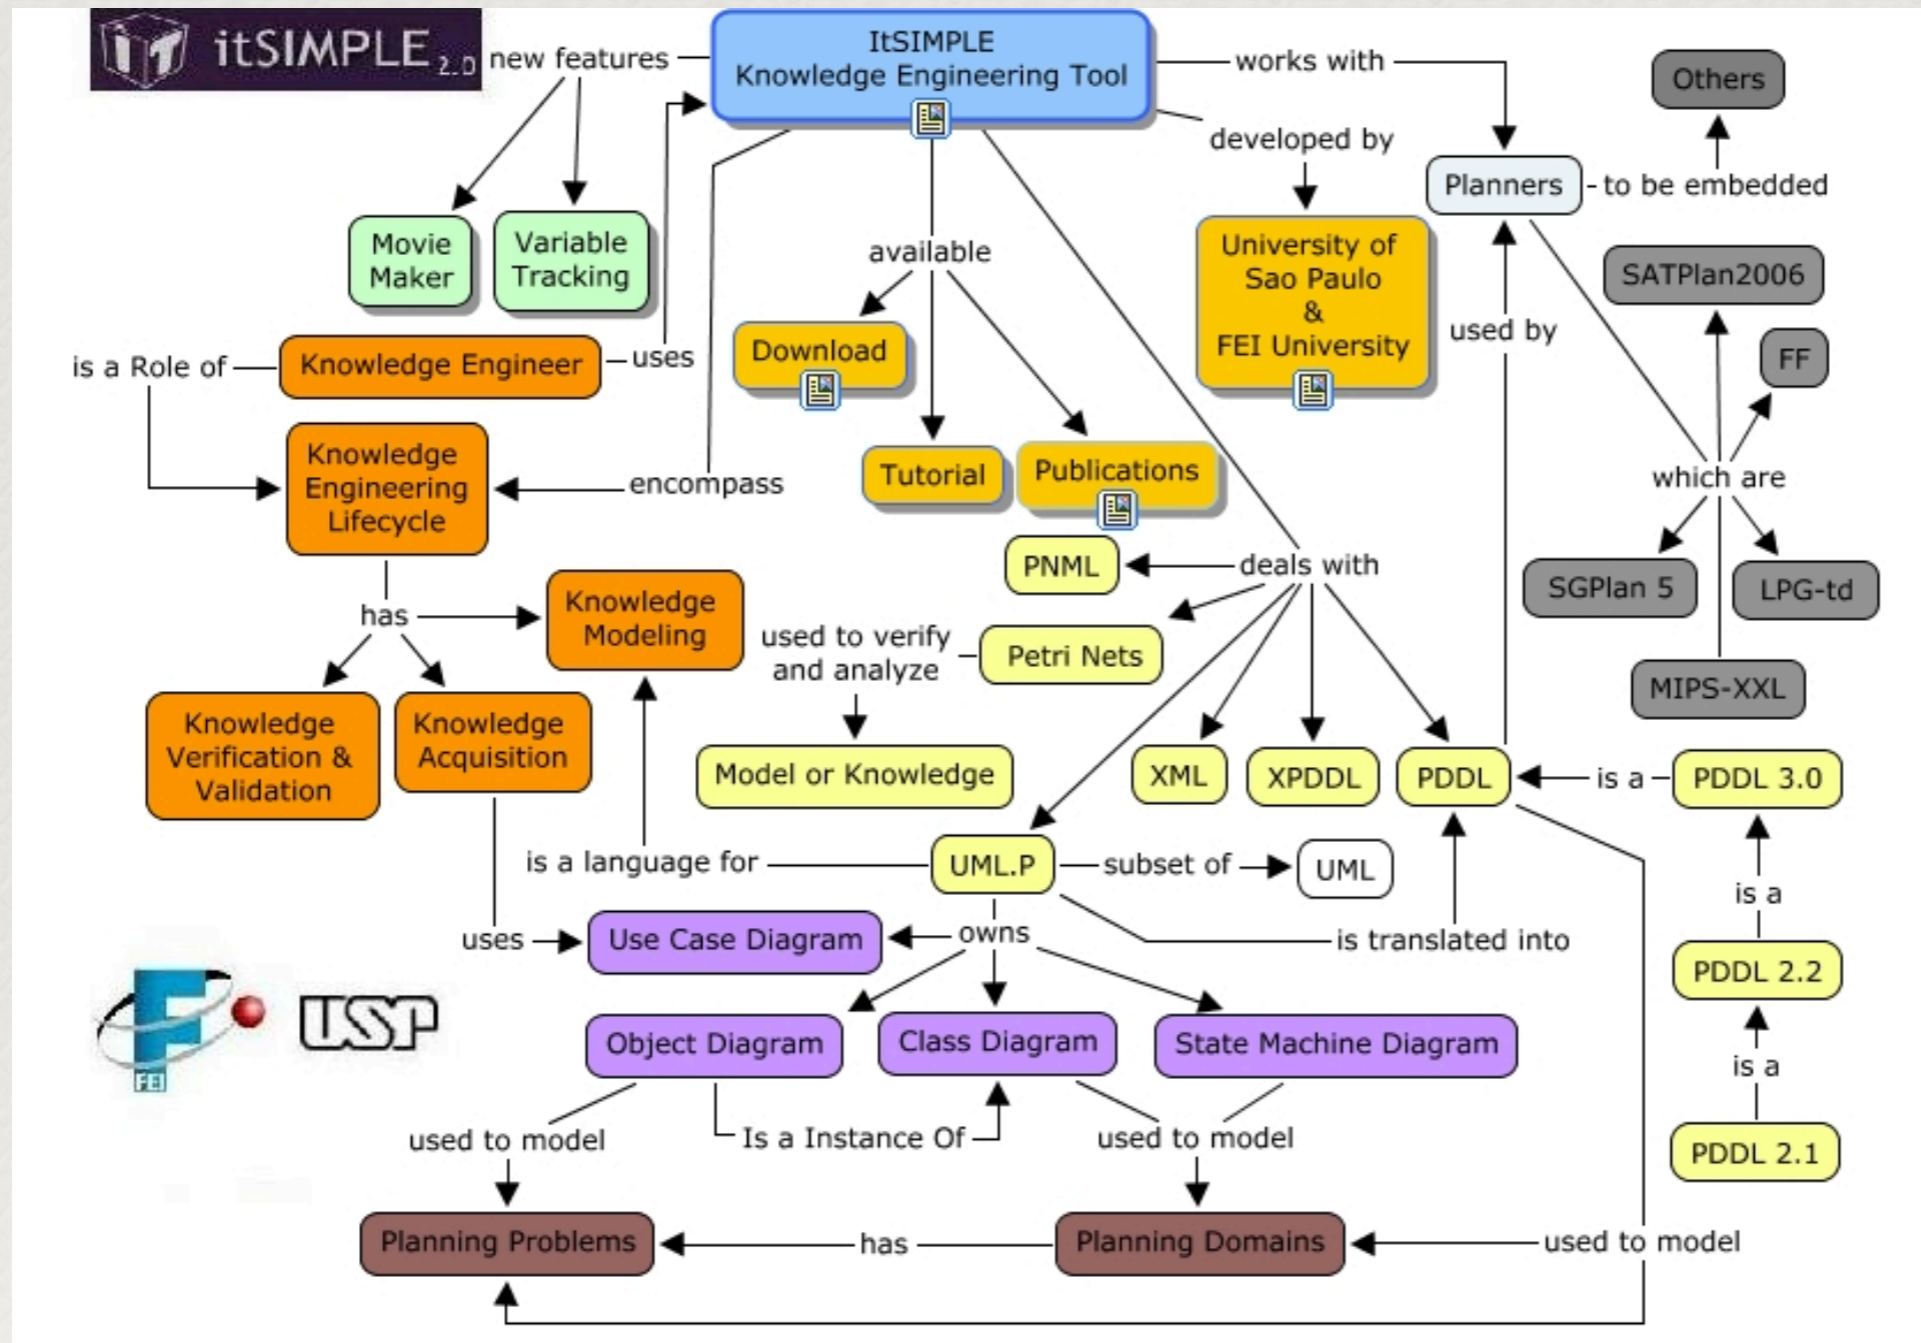 itSIMPLE 2.0
new features
ItSIMPLE
Knowledge Engineering Tool
works with
Others
developed by
Planners
to be embedded
Movie
Maker
Variable
Tracking
available
University of
Sao Paulo
&
FEI University
SATPlan2006
used by
FF
is a Role of
Knowledge Engineer
uses
Download
Knowledge
Engineering
Lifecycle
encompass
Tutorial
Publications
which are
PNML
deals with
SGPlan 5
LPG-td
has
Knowledge
Modeling
used to verify
and analyze
Petri Nets
MIPS-XXL
Knowledge
Verification &
Validation
Knowledge
Acquisition
Model or Knowledge
XML
XPDDL
PDDL
is a
PDDL 3.0
is a language for
UML.P
subset of
UML
is a
uses
Use Case Diagram
owns
is translated into
PDDL 2.2
FEI
USP
Object Diagram
Class Diagram
State Machine Diagram
is a
used to model
Is a Instance Of
used to model
PDDL 2.1
Planning Problems
has
Planning Domains
used to model